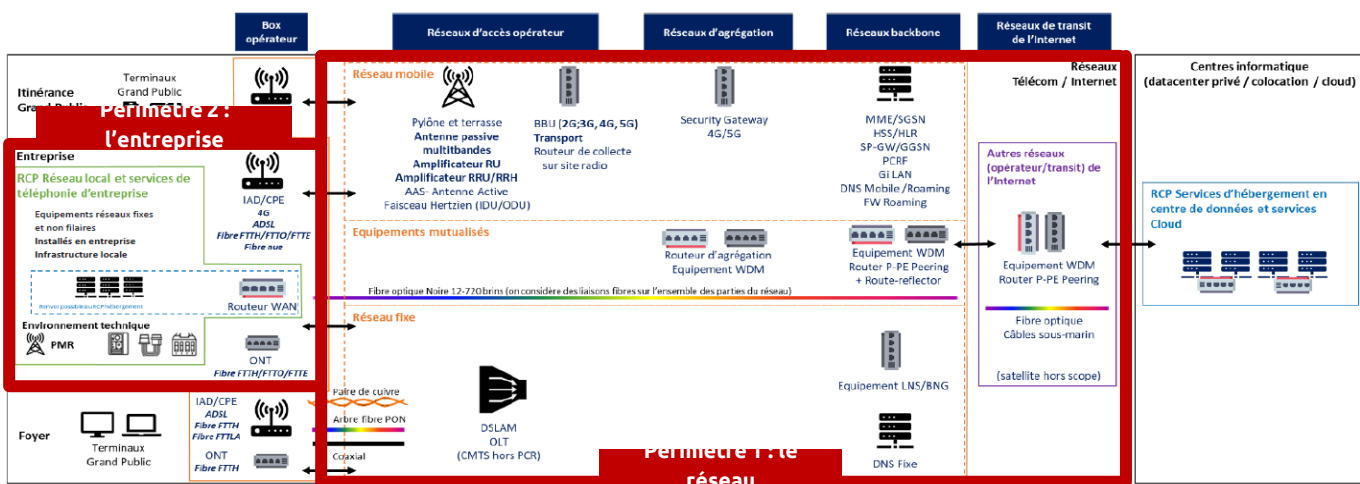 Box
opérateur
Réseaux d'accès opérateur
Réseaux d'agrégation
Réseaux backbone
Réseaux de transit
de l'Internet
Itinérance
Grand Public
Terminaux
Grand Public
Périmètre 2 :
l'entreprise
Entreprise
RCP Réseau local et services de
téléphonie d'entreprise
Equipements réseaux fixes
et non filaires
Installés en entreprise
Infrastructure locale
Environnement technique
PMR
IAD/CPE
4G
ADSL
Fibre FTTH/FTTO/FTTE
Fibre nue
Routeur WAN
ONT
Fibre FTTH/FTTO/FTTE
Foyer
Terminaux
Grand Public
IAD/CPE
ADSL
Fibre FTTH
Fibre FTTLA
ONT
Fibre FTTH
Réseau mobile
Pylône et terrasse
Antenne passive
multitbandes
Amplificateur RU
Amplificateur RRU/RRH
AAS- Antenne Active
Faisceau Hertzien (IDU/ODU)
BBU (2G;3G, 4G, 5G)
Transport
Routeur de collecte
sur site radio
Security Gateway
4G/5G
MME/SGSN
HSS/HLR
SP-GW/GGSN
PCRF
Gi LAN
DNS Mobile /Roaming
FW Roaming
Réseaux
Télécom / Internet
Equipements mutualisés
Routeur d'agrégation
Equipement WDM
Equipement WDM
Router P-PE Peering
+ Route-reflector
Fibre optique Noire 12-720 brins (on considère des liaisons fibres sur l'ensemble des parties du réseau)
Réseau fixe
Paire de cuivre
Arbre fibre PON
Coaxial
DSLAM
OLT
(CMTS hors PCR)
Equipement LNS/BNG
DNS Fixe
Périmètre 1 : le
réseau
Autres réseaux
(opérateur/transit) de
l'Internet
Equipement WDM
Router P-PE Peering
Fibre optique
Câbles sous-marin
(satellite hors scope)
Centres informatique
(datacenter privé / colocation / cloud)
RCP Services d'hébergement en
centre de données et services
Cloud